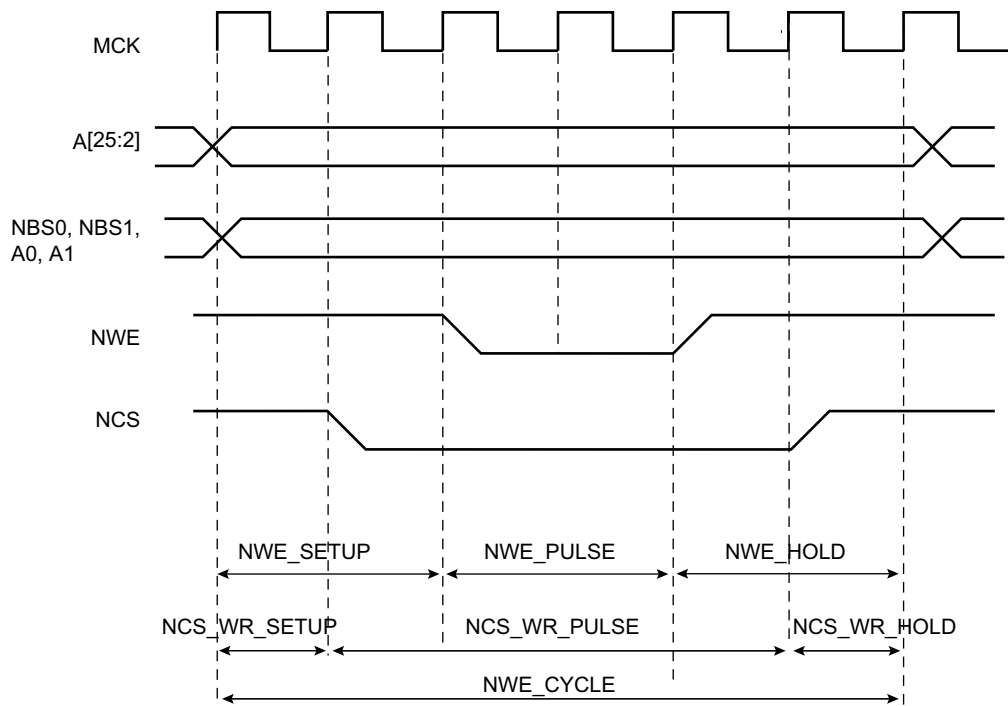 MCK
A[25:2]
NBS0, NBS1,
A0, A1
NWE
NCS
NWE_SETUP
NWE_PULSE
NWE_HOLD
NCS_WR_SETUP
NCS_WR_PULSE
NCS_WR_HOLD
NWE_CYCLE